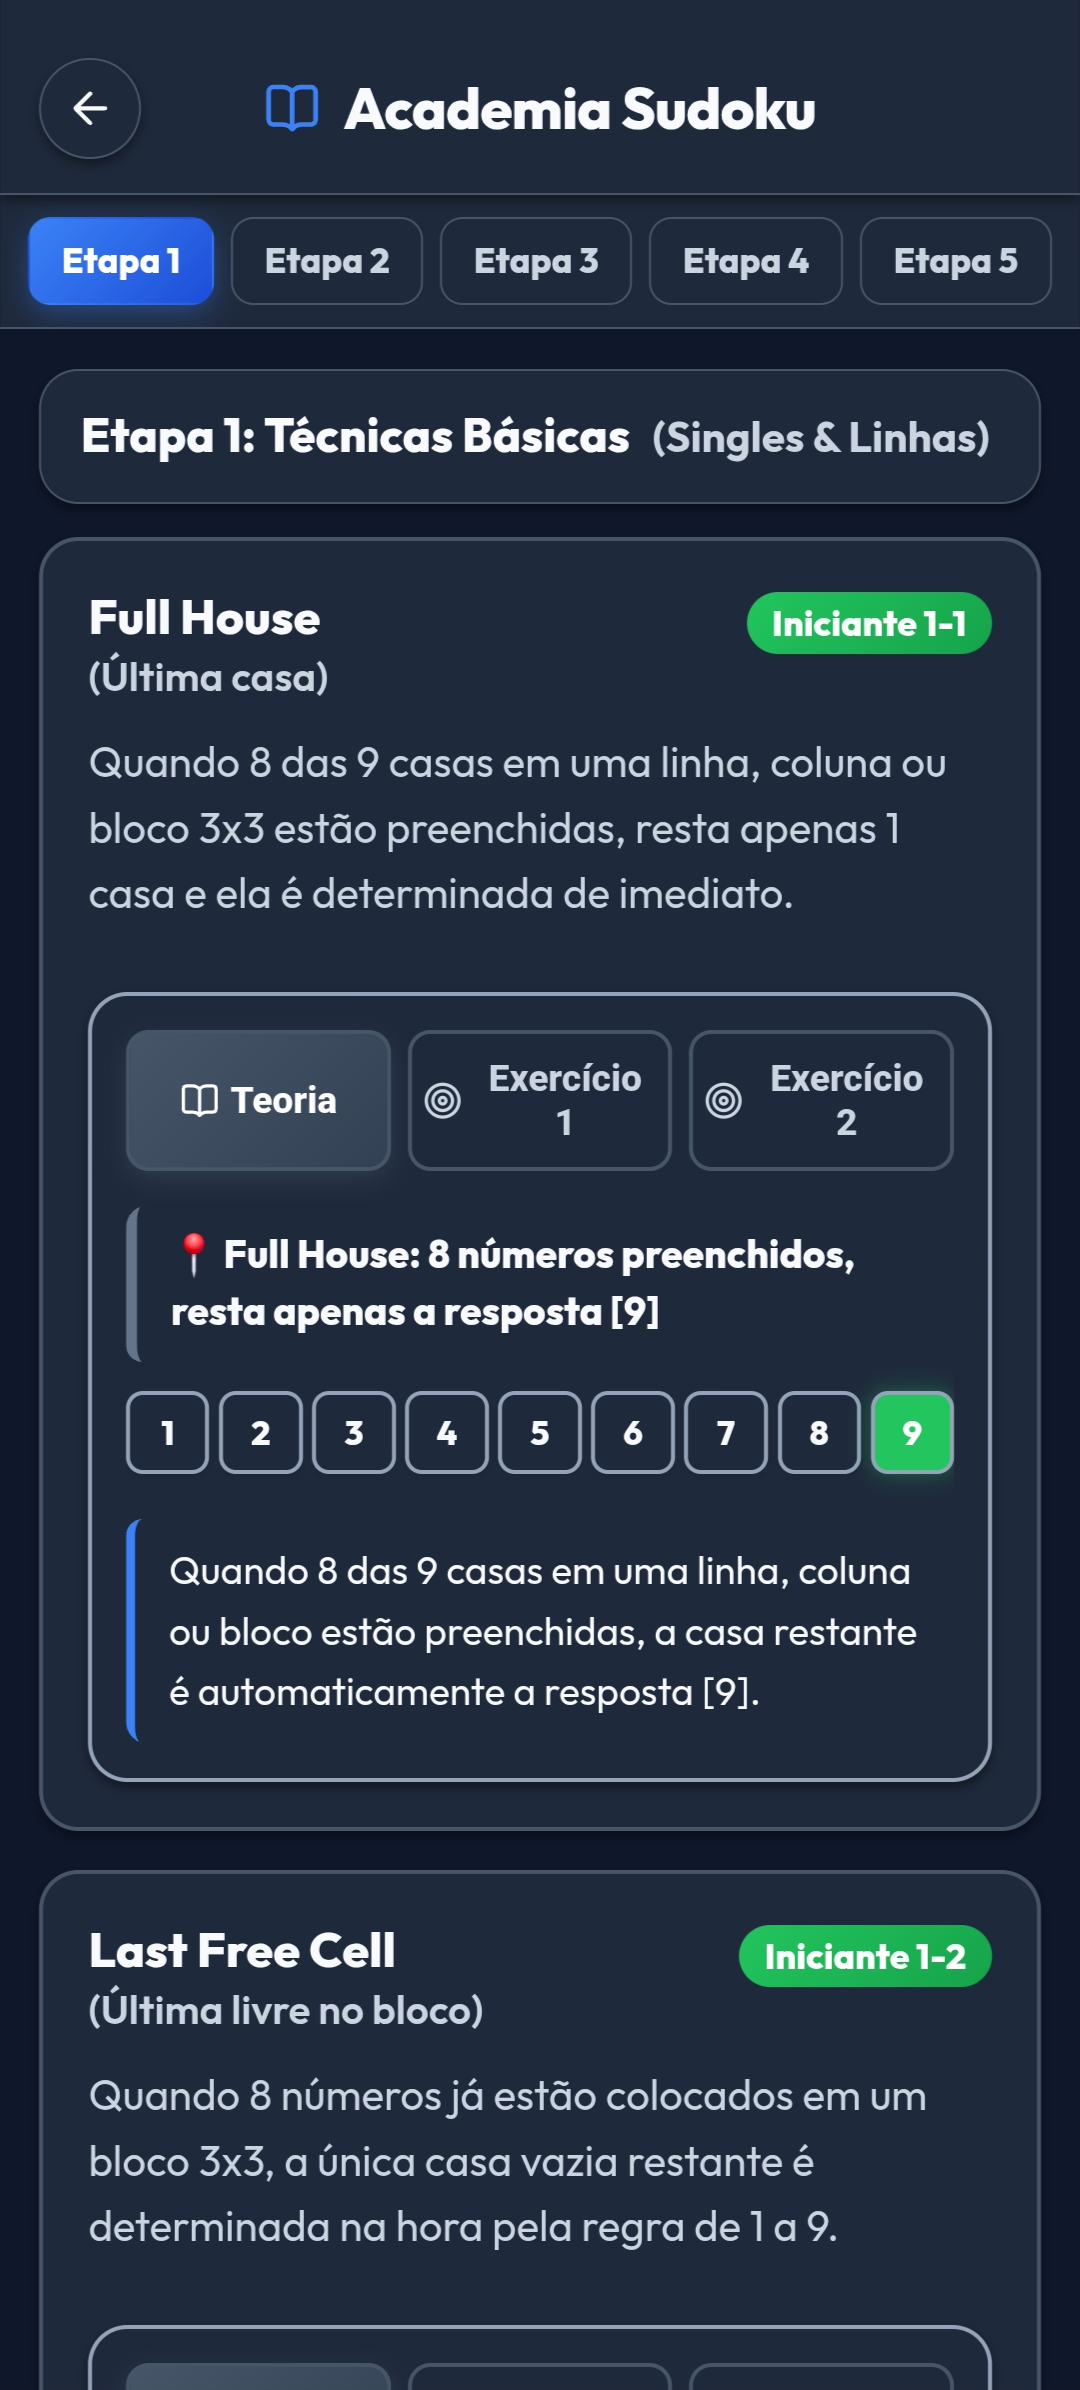 Academia Sudoku
Etapa 1
Etapa 2
Etapa 3
Etapa 4
Etapa 5
Etapa 1: Técnicas Básicas (Singles & Linhas)
Full House
Iniciante 1-1
(Última casa)
Quando 8 das 9 casas em uma linha, coluna ou
bloco 3x3 estão preenchidas, resta apenas 1
casa e ela é determinada de imediato.
Teoria
Exercício
1
Exercício
2
📍 Full House: 8 números preenchidos,
resta apenas a resposta [9]
1 2 3 4 5 6 7 8 9
Quando 8 das 9 casas em uma linha, coluna
ou bloco estão preenchidas, a casa restante
é automaticamente a resposta [9].
Last Free Cell
Iniciante 1-2
(Última livre no bloco)
Quando 8 números já estão colocados em um
bloco 3x3, a única casa vazia restante é
determinada na hora pela regra de 1 a 9.